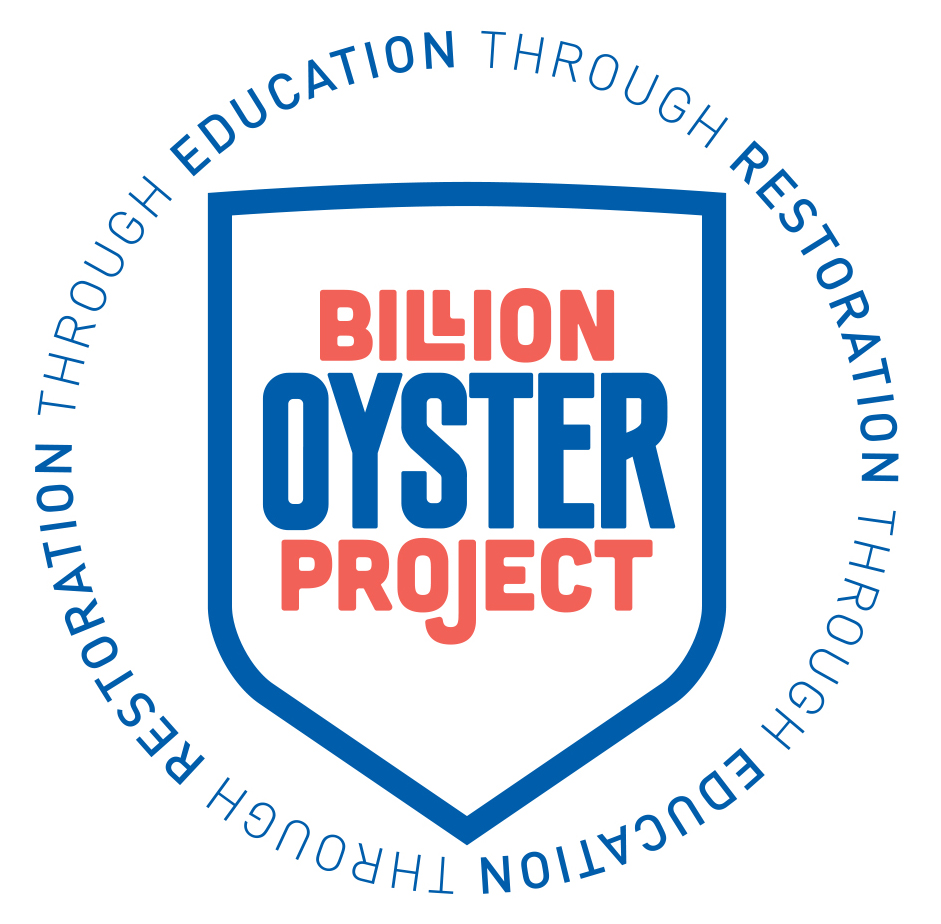 EDUCATION THROUGH RESTORATION THROUGH EDUCATION THROUGH RESTORATION THROUGH
BILLION
OYSTER
PROJECT